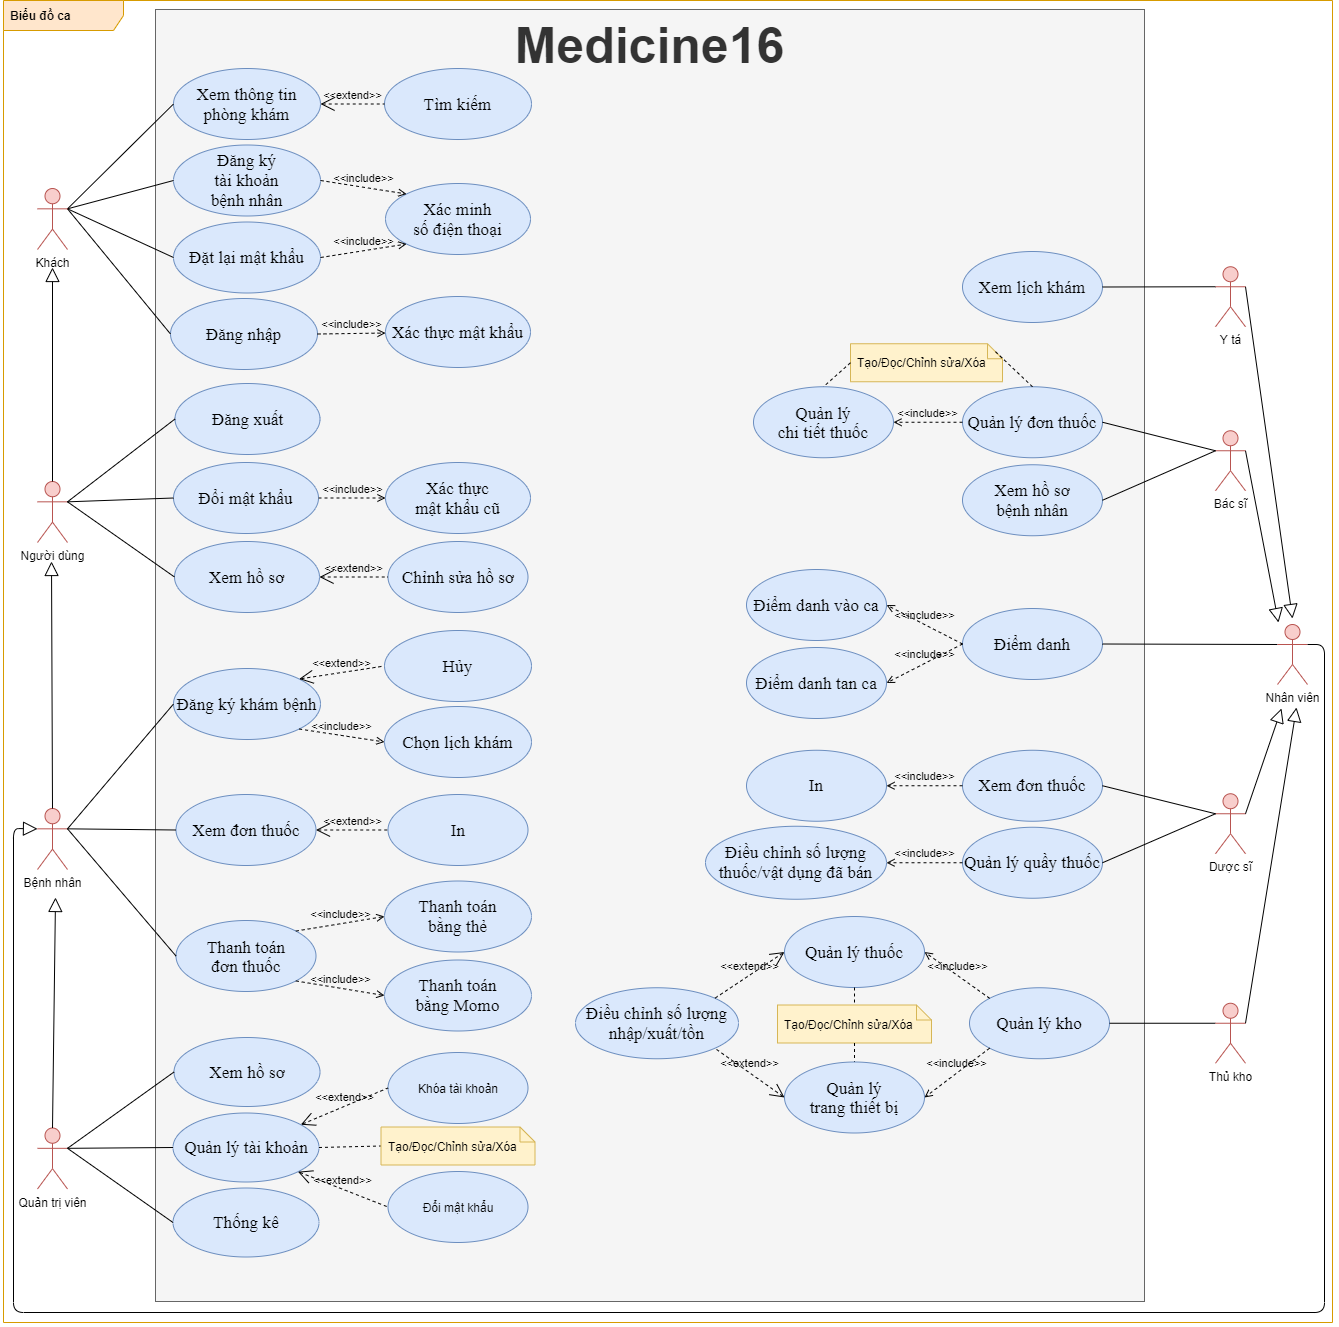 Biểu đồ ca
Medicine16
Xem thông tin
phòng khám
<<extend>>
Tìm kiếm
Đăng ký
tài khoản
bệnh nhân
<<include>>
Xác minh
số điện thoại
Đặt lại mật khẩu
<<include>>
Khách
Đăng nhập
<<include>>
Xác thực mật khẩu
Đăng xuất
Đổi mật khẩu
<<include>>
Xác thực
mật khẩu cũ
Người dùng
Xem hồ sơ
<<extend>>
Chỉnh sửa hồ sơ
Đăng ký khám bệnh
<<extend>>
Hủy
<<include>>
Chọn lịch khám
Xem đơn thuốc
<<extend>>
In
Bệnh nhân
Thanh toán
đơn thuốc
<<include>>
Thanh toán
bằng thẻ
<<include>>
Thanh toán
bằng Momo
Xem hồ sơ
Quản lý tài khoản
<<extend>>
Khóa tài khoản
Tạo/Đọc/Chỉnh sửa/Xóa
<<extend>>
Đổi mật khẩu
Quản trị viên
Thống kê
Xem lịch khám
Y tá
Tạo/Đọc/Chỉnh sửa/Xóa
Quản lý
chi tiết thuốc
<<include>>
Quản lý đơn thuốc
Xem hồ sơ
bệnh nhân
Bác sĩ
Điểm danh vào ca
<<include>>
Điểm danh
<<include>>
Điểm danh tan ca
Nhân viên
In
<<include>>
Xem đơn thuốc
Điều chỉnh số lượng
thuốc/vật dụng đã bán
<<include>>
Quản lý quầy thuốc
Dược sĩ
Quản lý thuốc
<<extend>>
<<include>>
Điều chỉnh số lượng
nhập/xuất/tồn
Tạo/Đọc/Chỉnh sửa/Xóa
Quản lý kho
<<extend>>
<<include>>
Quản lý
trang thiết bị
Thủ kho